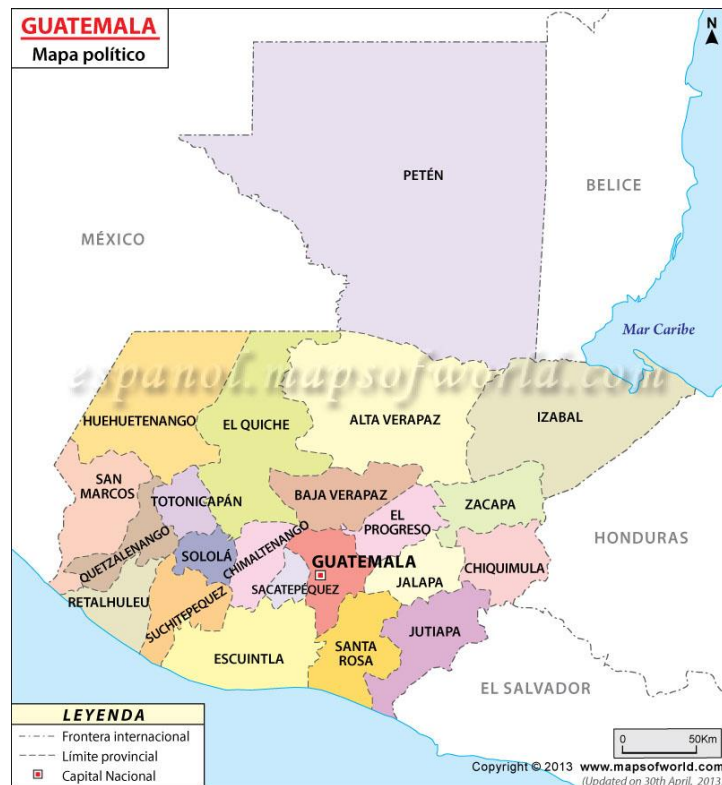 GUATEMALA
Mapa político
N
PETÉN
BELICE
MÉXICO
Mar Caribe
espanol.mapsofworld.com
HUEHUETENANGO
EL QUICHE
ALTA VERAPAZ
IZABAL
SAN
MARCOS
TOTONICAPÁN
BAJA VERAPAZ
ZACAPA
EL
PROGRESO
QUETZALENANGO
SOLOLÁ
CHIMALTENANGO
GUATEMALA
HONDURAS
RETALHULEU
SUCHITEPEQUEZ
SACATEPÉQUEZ
JALAPA
CHIQUIMULA
ESCUINTLA
SANTA
ROSA
JUTIAPA
EL SALVADOR
LEYENDA
Frontera internacional
Límite provincial
Capital Nacional
0 50Km
Copyright © 2013 www.mapsofworld.com
(Updated on 30th April, 2013)